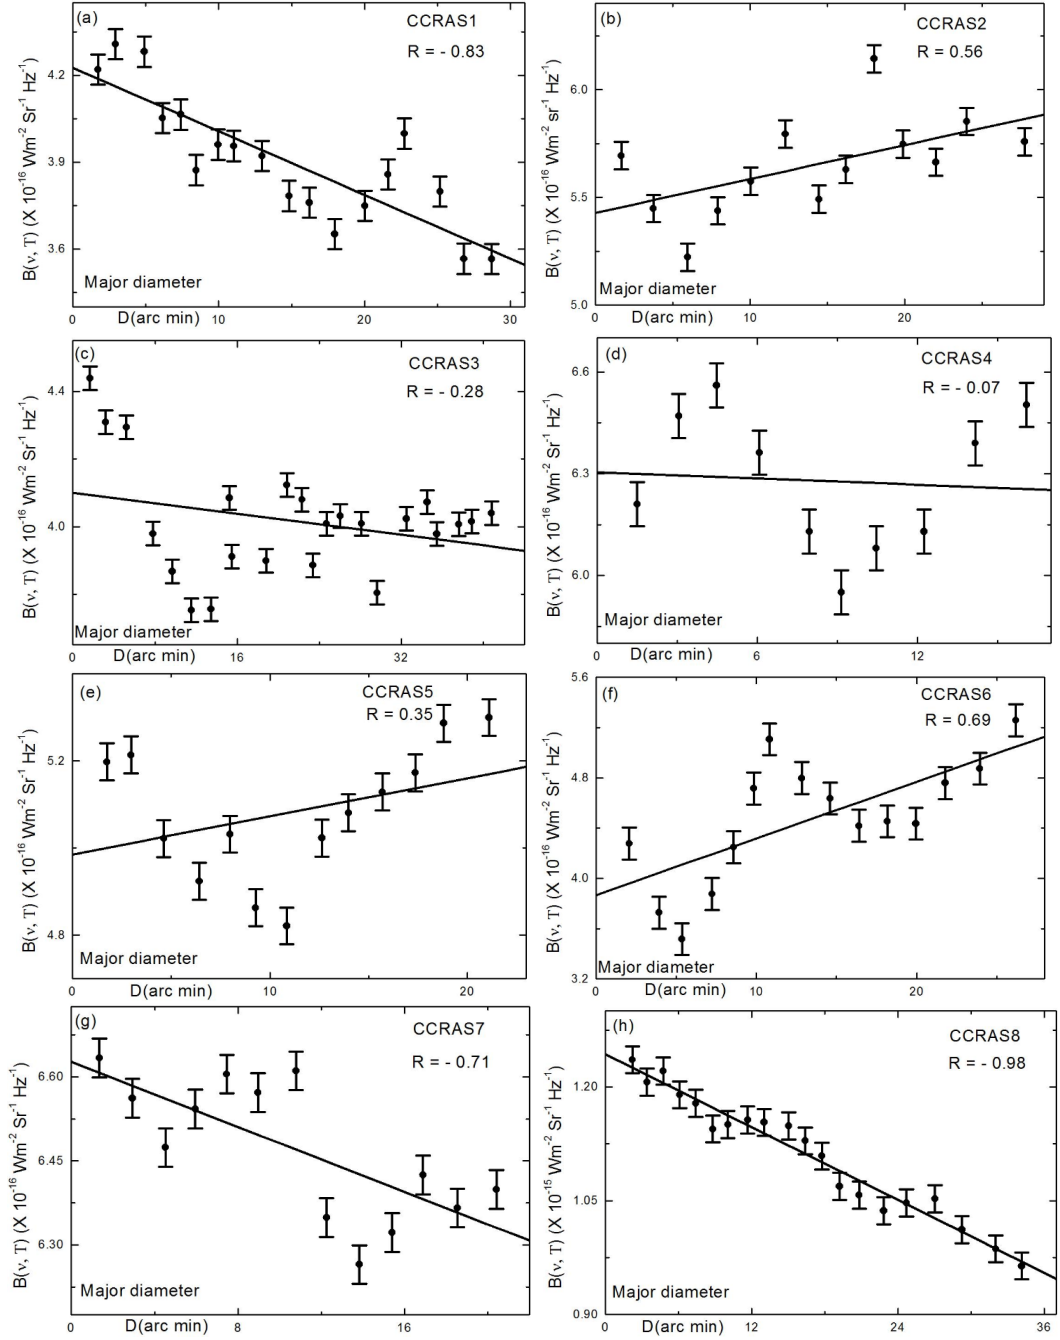 (a)
CCRAS1
R = - 0.83
B(ν, T) (X 10⁻¹⁶ Wm⁻² Sr⁻¹ Hz⁻¹)
4.2
3.9
3.6
Major diameter
0
10
20
30
D(arc min)
(b)
CCRAS2
R = 0.56
B(ν, T) (X 10⁻¹⁶ Wm⁻² sr⁻¹ Hz⁻¹)
6.0
5.5
5.0
Major diameter
0
10
20
D(arc min)
(c)
CCRAS3
R = - 0.28
B(ν, T) (X 10⁻¹⁶ Wm⁻² Sr⁻¹ Hz⁻¹)
4.4
4.0
Major diameter
0
16
32
D(arc min)
(d)
CCRAS4
R = - 0.07
B(ν, T) (X 10⁻¹⁶ Wm⁻² Sr⁻¹ Hz⁻¹)
6.6
6.3
6.0
Major diameter
0
6
12
D(arc min)
(e)
CCRAS5
R = 0.35
B(ν, T) (X 10⁻¹⁶ Wm⁻² Sr⁻¹ Hz⁻¹)
5.2
4.8
Major diameter
0
10
20
D(arc min)
(f)
CCRAS6
R = 0.69
B(ν, T) (X 10⁻¹⁶ Wm⁻² Sr⁻¹ Hz⁻¹)
5.6
4.8
4.0
3.2
Major diameter
0
10
20
D(arc min)
(g)
CCRAS7
R = - 0.71
B(ν, T) (X 10⁻¹⁶ Wm⁻² Sr⁻¹ Hz⁻¹)
6.60
6.45
6.30
Major diameter
0
8
16
D(arc min)
(h)
CCRAS8
R = - 0.98
B(ν, T) (X 10⁻¹⁵ Wm⁻² Sr⁻¹ Hz⁻¹)
1.20
1.05
0.90
Major diameter
0
12
24
36
D(arc min)